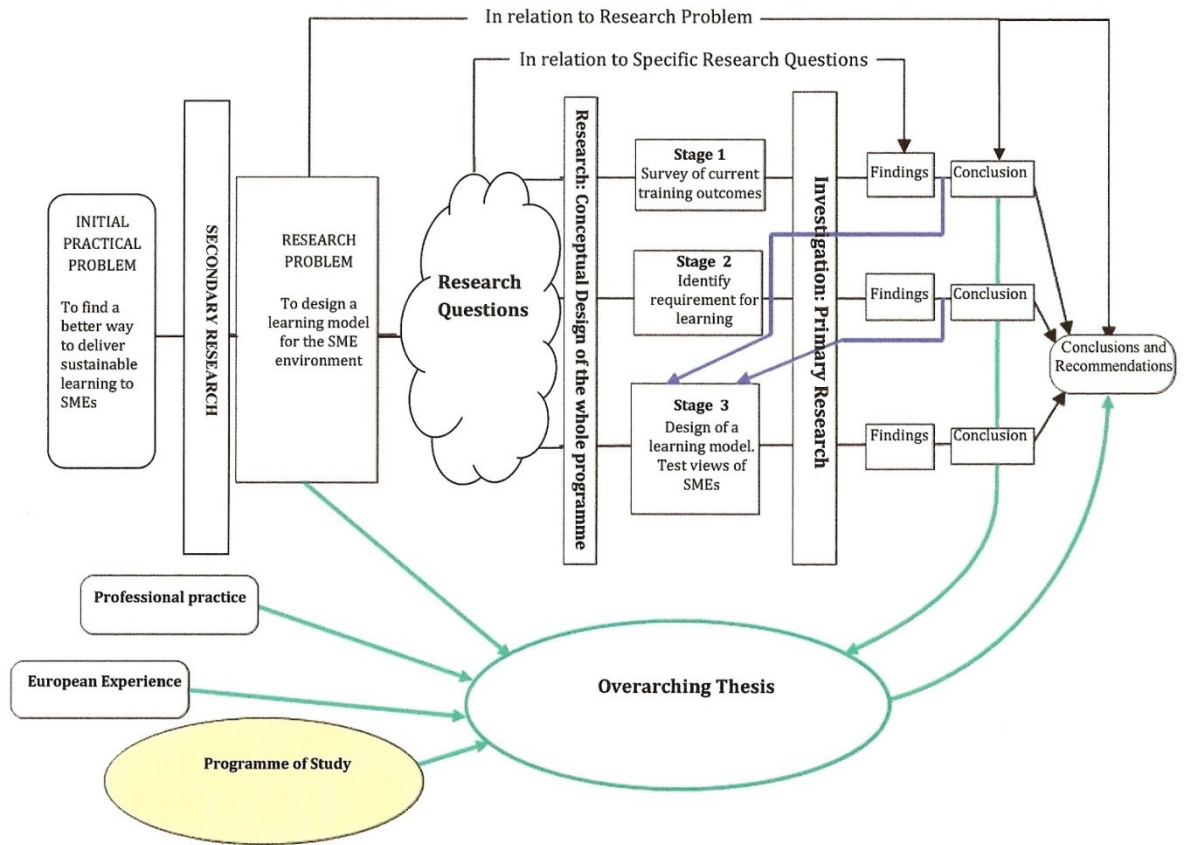 In relation to Research Problem
In relation to Specific Research Questions
INITIAL
PRACTICAL
PROBLEM
To find a
better way
to deliver
sustainable
learning to
SMEs
SECONDARY RESEARCH
RESEARCH
PROBLEM
To design a
learning model
for the SME
environment
Research
Questions
Research: Conceptual Design of the whole programme
Stage 1
Survey of current
training outcomes
Stage 2
Identify
requirement for
learning
Stage 3
Design of a
learning model.
Test views of
SMEs
Investigation: Primary Research
Findings
Conclusion
Findings
Conclusion
Findings
Conclusion
Conclusions and
Recommendations
Professional practice
European Experience
Programme of Study
Overarching Thesis